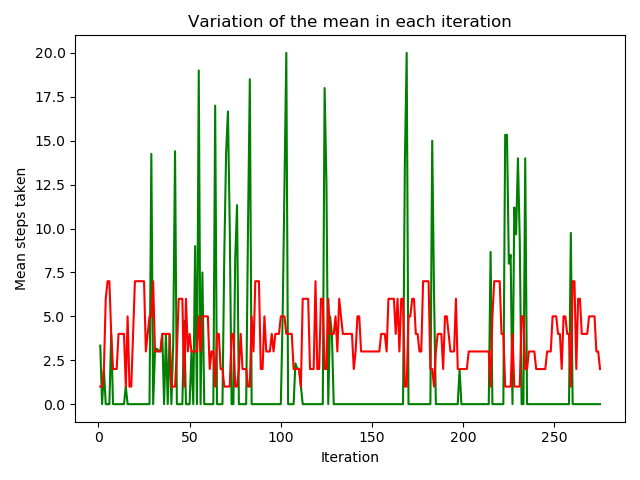 Variation of the mean in each iteration
20.0
17.5
15.0
12.5
10.0
7.5
5.0
2.5
0.0
Mean steps taken
0 50 100 150 200 250
Iteration